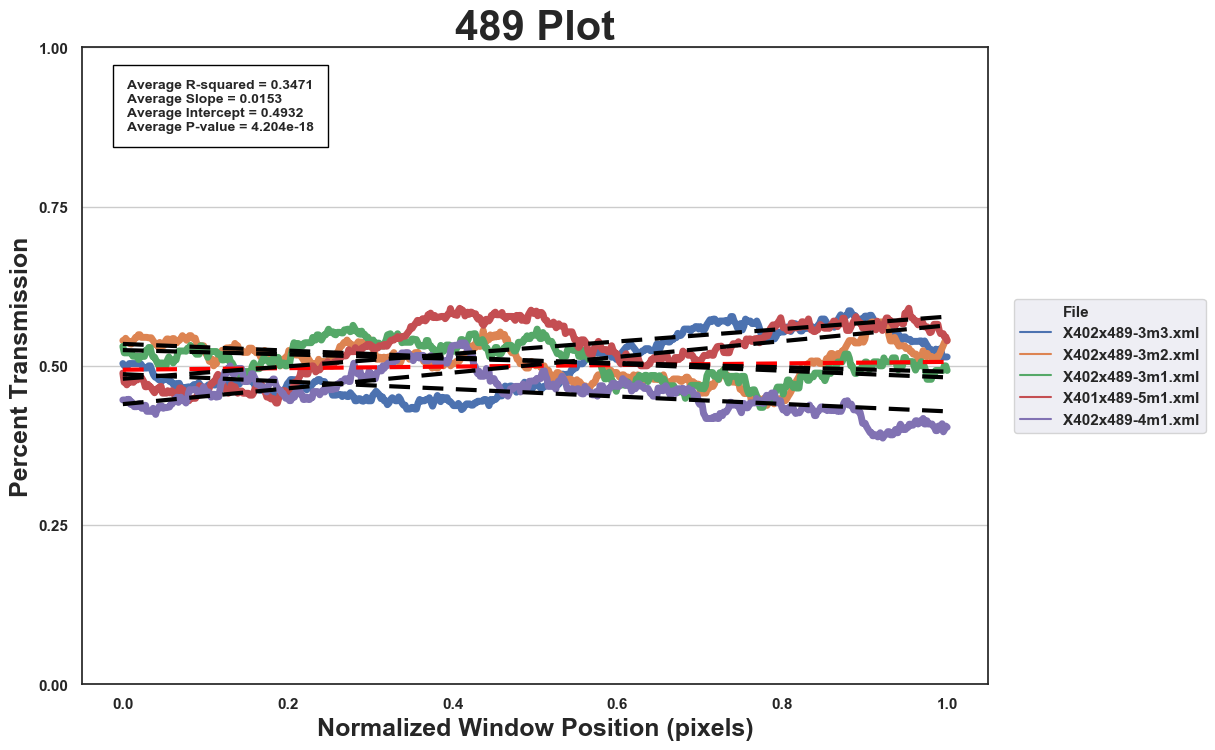 489 Plot
Average R-squared = 0.3471
Average Slope = 0.0153
Average Intercept = 0.4932
Average P-value = 4.204e-18
1.00
0.75
0.50
0.25
0.00
Percent Transmission
0.0 0.2 0.4 0.6 0.8 1.0
Normalized Window Position (pixels)
File
X402x489-3m3.xml
X402x489-3m2.xml
X402x489-3m1.xml
X401x489-5m1.xml
X402x489-4m1.xml